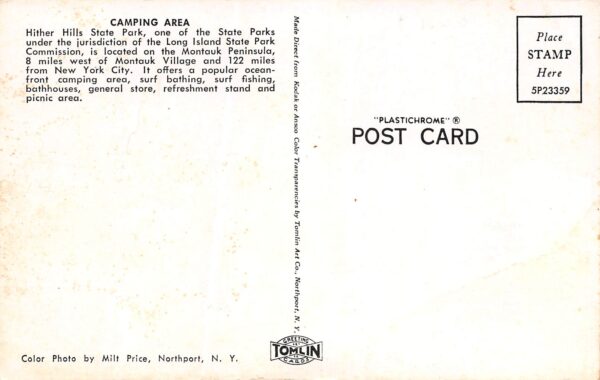 CAMPING AREA
Hither Hills State Park, one of the State Parks
under the jurisdiction of the Long Island State Park
Commission, is located on the Montauk Peninsula,
8 miles west of Montauk Village and 122 miles
from New York City. It offers a popular ocean-
front camping area, surf bathing, surf fishing,
bathhouses, general store, refreshment stand and
picnic area.
Color Photo by Milt Price, Northport, N. Y.
Made Direct from Kodak or Ansco Color Transparencies by Tomlin Art Co., Northport, N. Y.
GREETING
TOMLIN
CARDS
Place
STAMP
Here
5P23359
"PLASTICHROME" ®
POST CARD